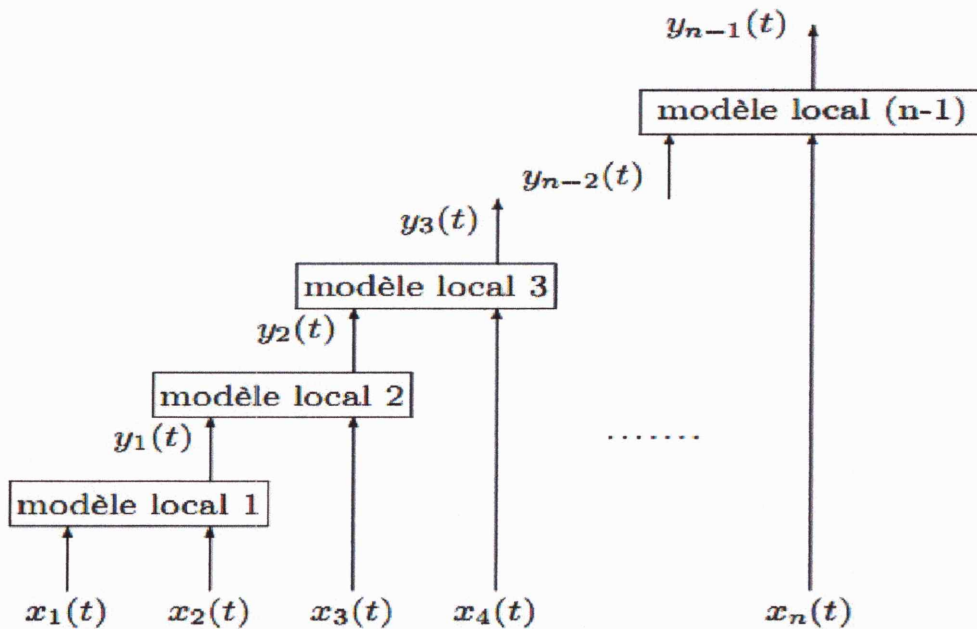 y_{n-1}(t)
modèle local (n-1)
y_{n-2}(t)
y_3(t)
modèle local 3
y_2(t)
modèle local 2
y_1(t)
.......
modèle local 1
x_1(t) x_2(t) x_3(t) x_4(t) x_n(t)